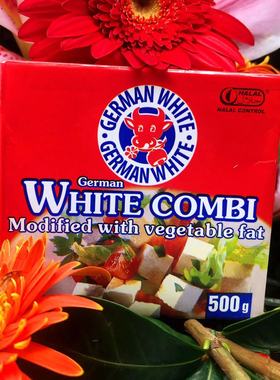 GERMAN WHITE
GERMAN WHITE
HALAL
HALAL CONTROL
German
WHITE COMBI
Modified with vegetable fat
500g